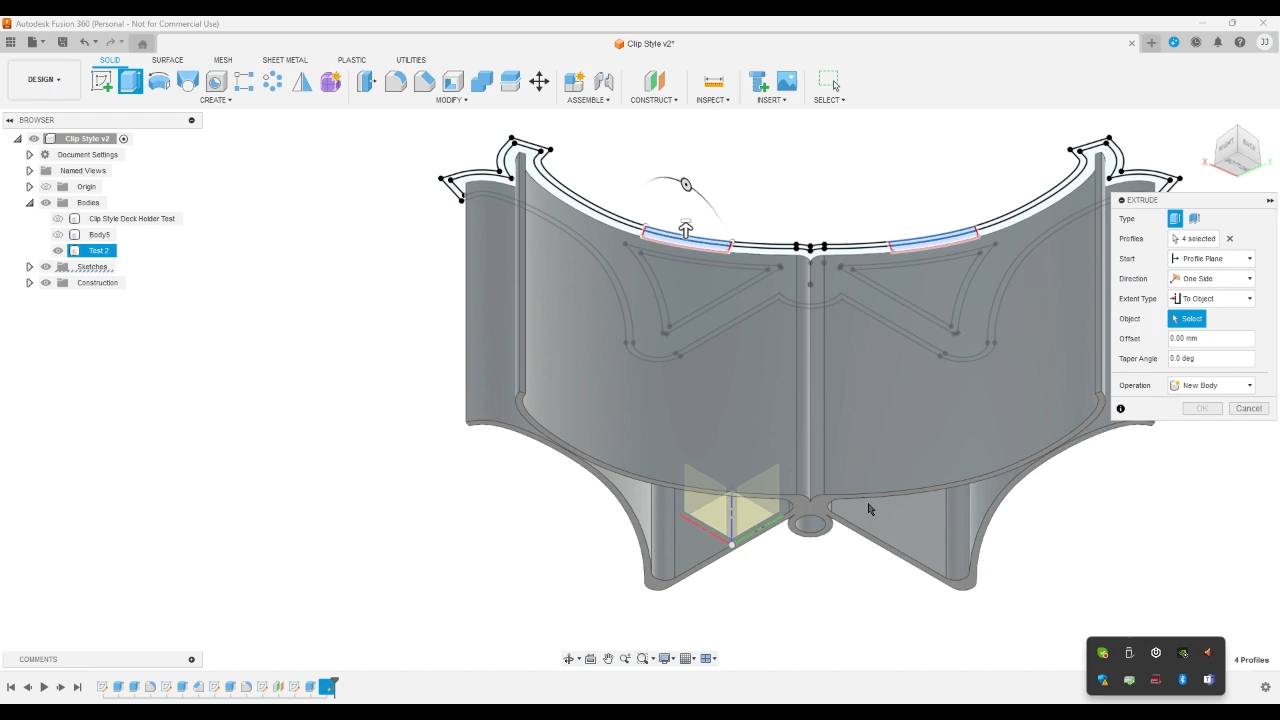 Autodesk Fusion 360 (Personal - Not for Commercial Use)
Clip Style v2*
JJ
SOLID SURFACE MESH SHEET METAL PLASTIC UTILITIES
DESIGN
CREATE MODIFY ASSEMBLE CONSTRUCT INSPECT INSERT SELECT
BROWSER
Clip Style v2
Document Settings
Named Views
Origin
Bodies
Clip Style Deck Holder Test
Body5
Test 2
Sketches
Construction
X
EXTRUDE
Type
Profiles 4 selected
Start Profile Plane
Direction One Side
Extent Type To Object
Object Select
Offset 0.00 mm
Taper Angle 0.0 deg
Operation New Body
OK Cancel
COMMENTS
4 Profiles